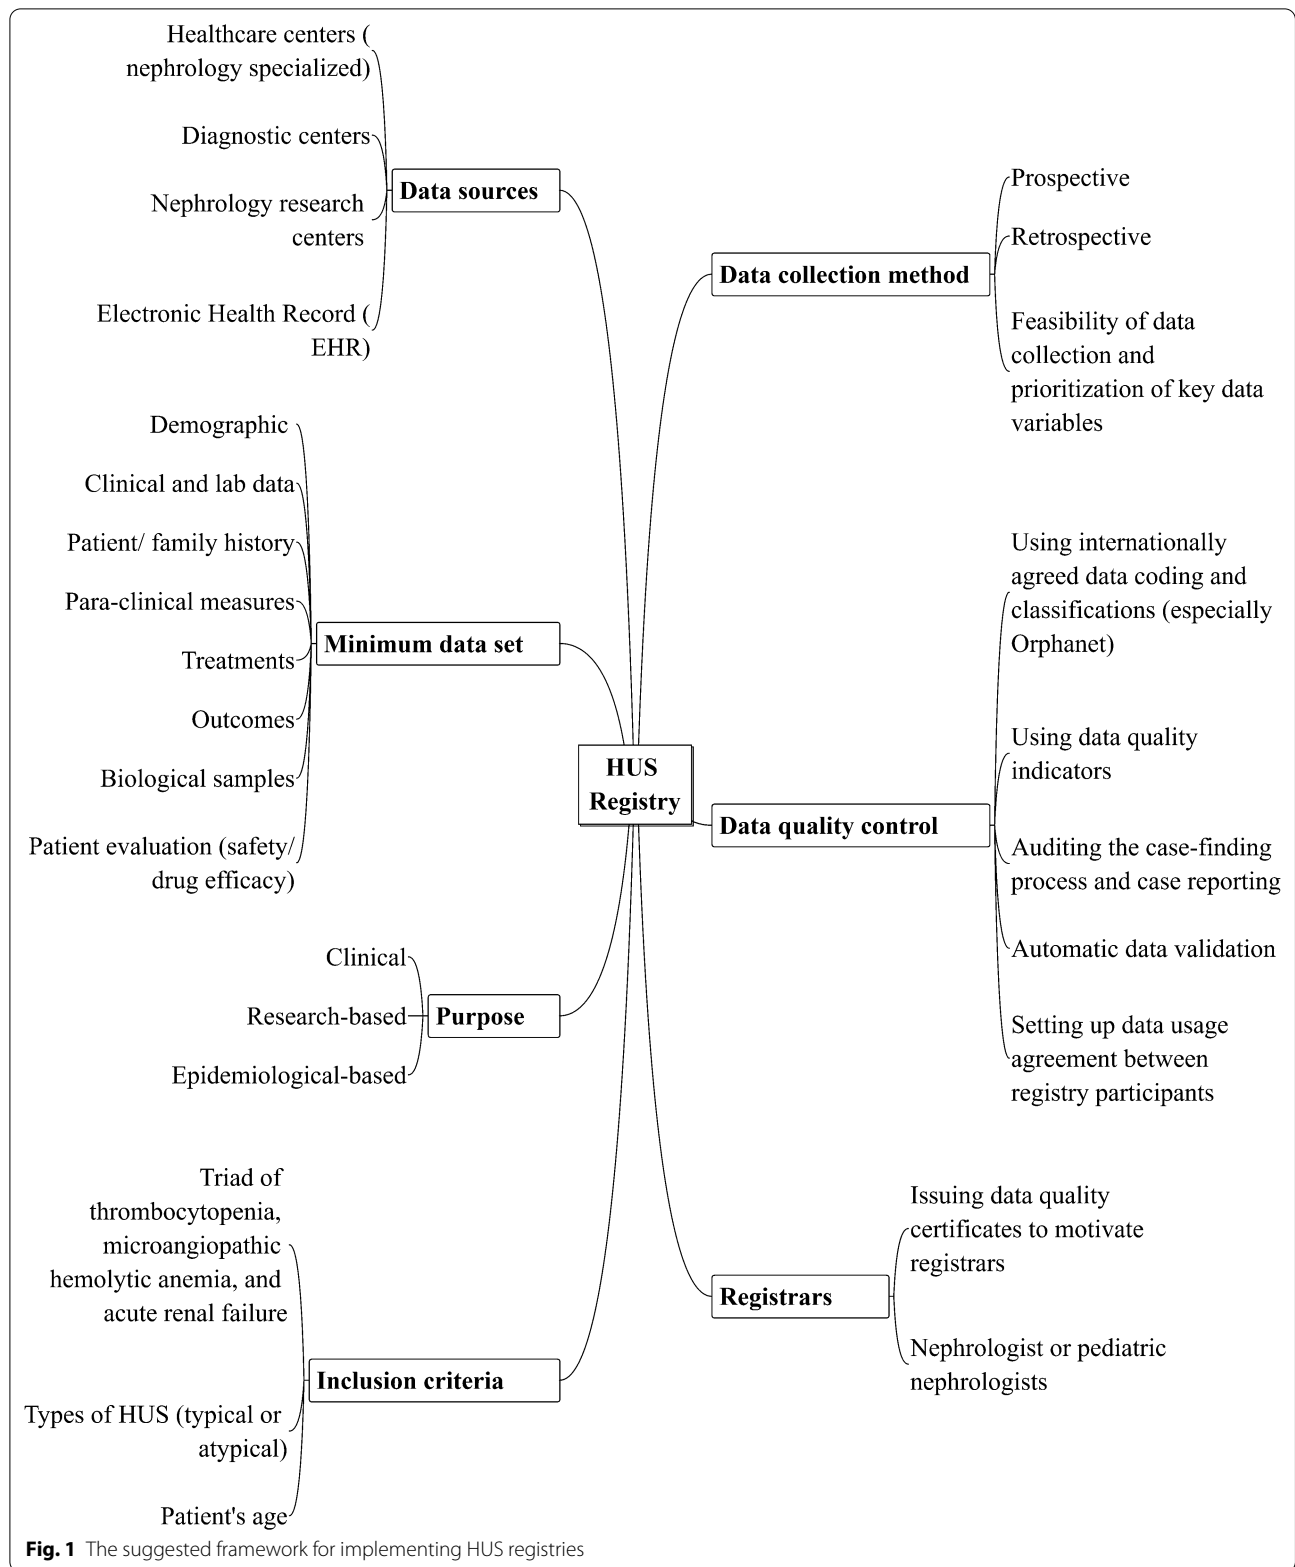 Healthcare centers (
nephrology specialized)
Diagnostic centers
Nephrology research
centers
Electronic Health Record (
EHR)
Data sources
Demographic
Clinical and lab data
Patient/ family history
Para-clinical measures
Treatments
Outcomes
Biological samples
Patient evaluation (safety/
drug efficacy)
Minimum data set
Clinical
Research-based
Epidemiological-based
Purpose
Triad of
thrombocytopenia,
microangiopathic
hemolytic anemia, and
acute renal failure
Types of HUS (typical or
atypical)
Patient's age
Inclusion criteria
HUS
Registry
Data collection method
Prospective
Retrospective
Feasibility of data
collection and
prioritization of key data
variables
Data quality control
Using internationally
agreed data coding and
classifications (especially
Orphanet)
Using data quality
indicators
Auditing the case-finding
process and case reporting
Automatic data validation
Setting up data usage
agreement between
registry participants
Registrars
Issuing data quality
certificates to motivate
registrars
Nephrologist or pediatric
nephrologists
Fig. 1 The suggested framework for implementing HUS registries